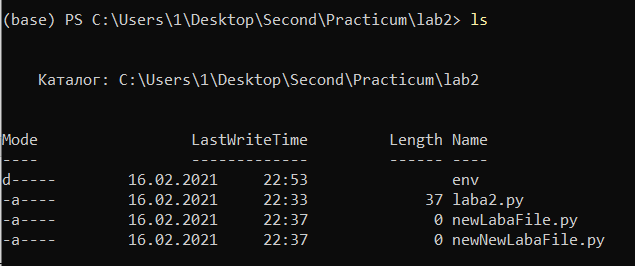 (base) PS C:\Users\1\Desktop\Second\Practicum\lab2> ls
Каталог: C:\Users\1\Desktop\Second\Practicum\lab2
Mode                 LastWriteTime         Length Name
----                 -------------         ------ ----
d-----        16.02.2021     22:53                env
-a----        16.02.2021     22:33             37 laba2.py
-a----        16.02.2021     22:37              0 newLabaFile.py
-a----        16.02.2021     22:37              0 newNewLabaFile.py